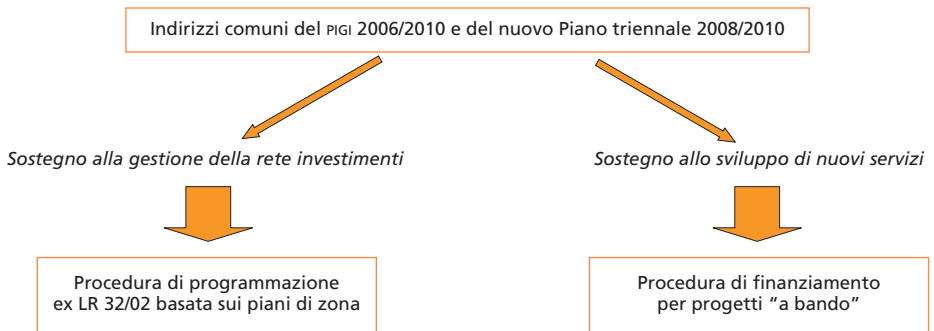 Indirizzi comuni del PIGI 2006/2010 e del nuovo Piano triennale 2008/2010
Sostegno alla gestione della rete investimenti
Sostegno allo sviluppo di nuovi servizi
Procedura di programmazione
ex LR 32/02 basata sui piani di zona
Procedura di finanziamento
per progetti “a bando”